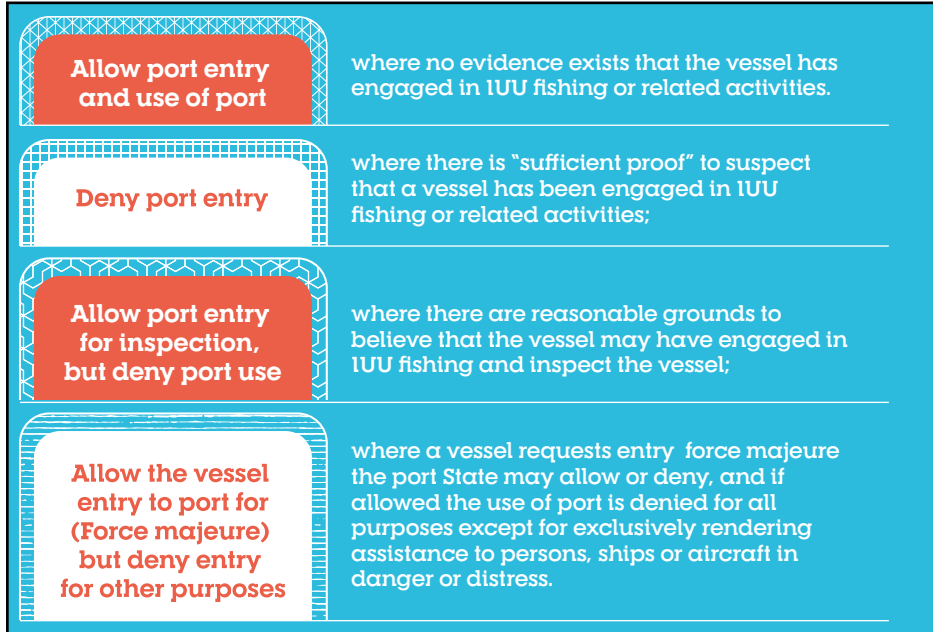 Allow port entry
and use of port
where no evidence exists that the vessel has
engaged in IUU fishing or related activities.
Deny port entry
where there is “sufficient proof” to suspect
that a vessel has been engaged in IUU
fishing or related activities;
Allow port entry
for inspection,
but deny port use
where there are reasonable grounds to
believe that the vessel may have engaged in
IUU fishing and inspect the vessel;
Allow the vessel
entry to port for
(Force majeure)
but deny entry
for other purposes
where a vessel requests entry force majeure
the port State may allow or deny, and if
allowed the use of port is denied for all
purposes except for exclusively rendering
assistance to persons, ships or aircraft in
danger or distress.